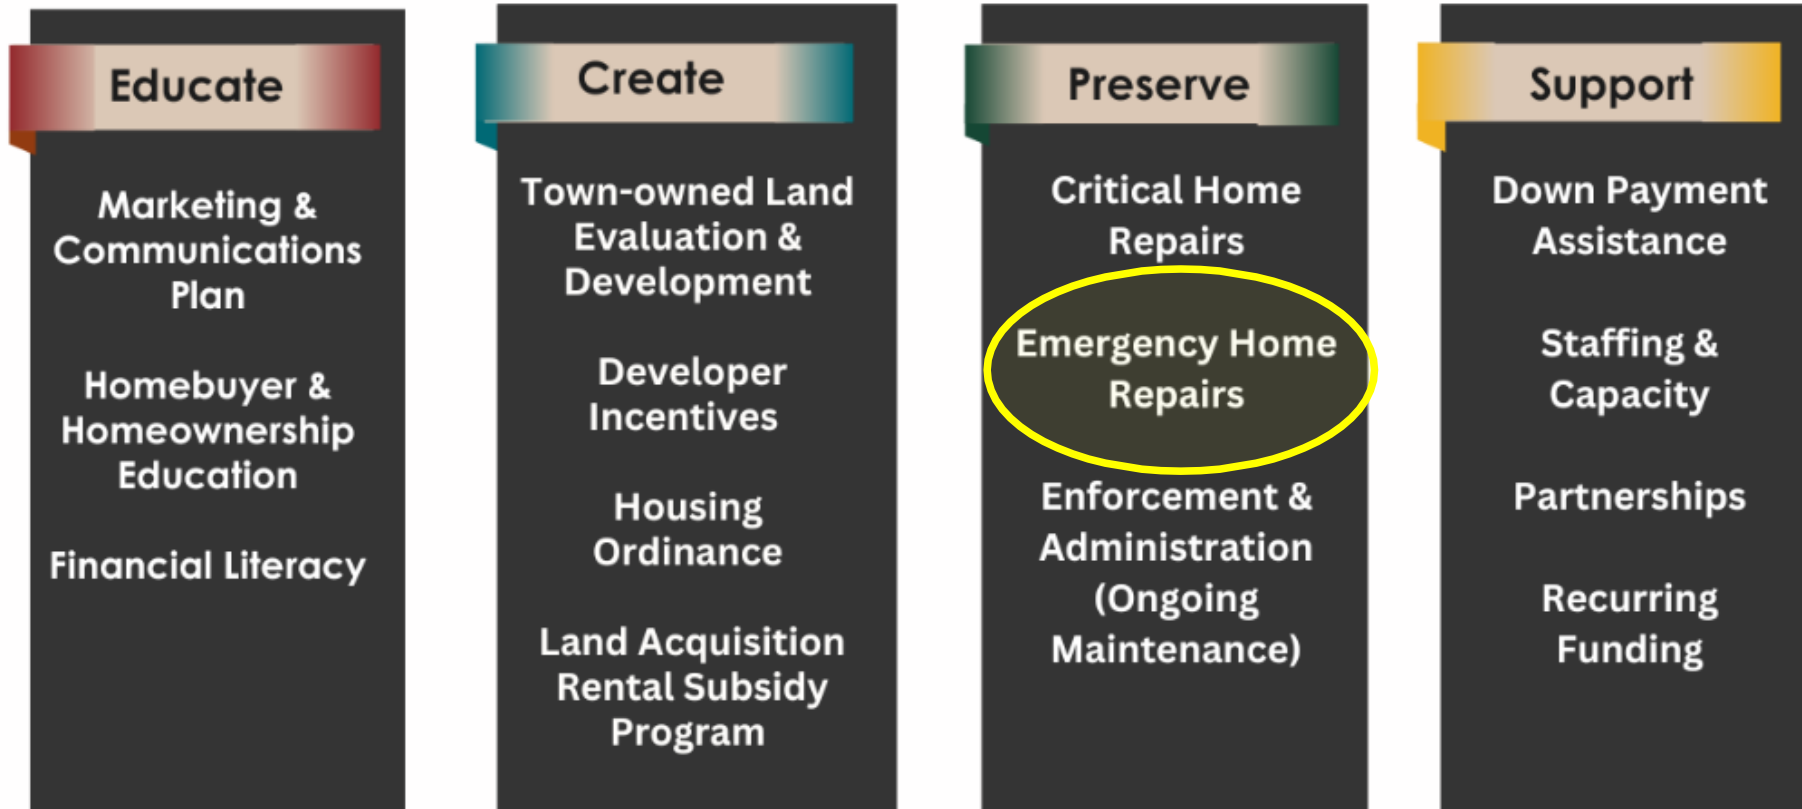 Educate
Marketing &
Communications
Plan
Homebuyer &
Homeownership
Education
Financial Literacy
Create
Town-owned Land
Evaluation &
Development
Developer
Incentives
Housing
Ordinance
Land Acquisition
Rental Subsidy
Program
Preserve
Critical Home
Repairs
Emergency Home
Repairs
Enforcement &
Administration
(Ongoing
Maintenance)
Support
Down Payment
Assistance
Staffing &
Capacity
Partnerships
Recurring
Funding